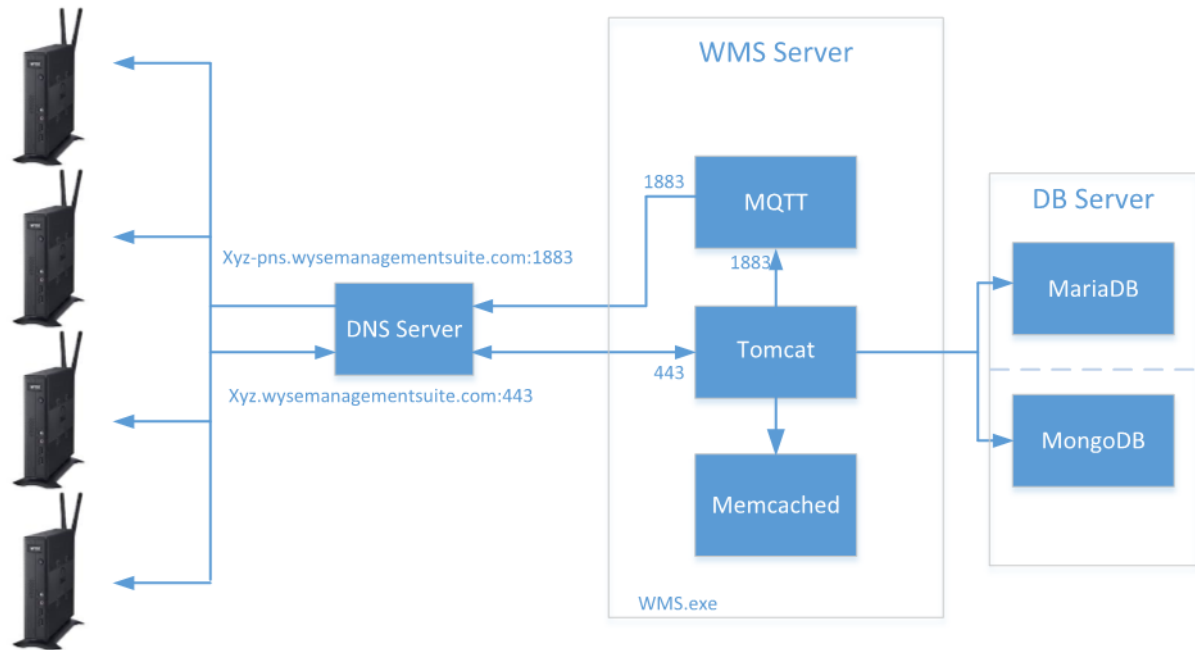 WMS Server
1883
MQTT
DB Server
Xyz-pns.wysemanagementsuite.com:1883
1883
MariaDB
DNS Server
Tomcat
443
Xyz.wysemanagementsuite.com:443
MongoDB
Memcached
WMS.exe